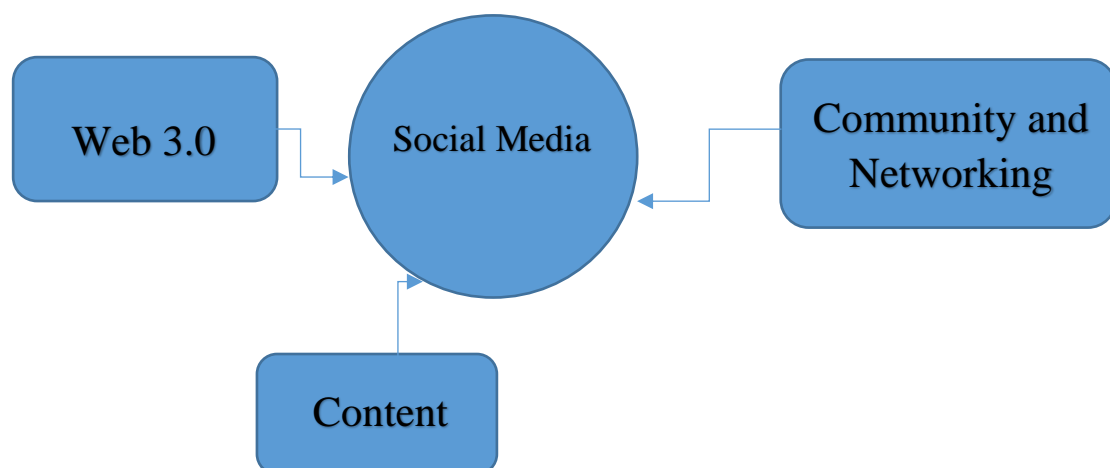 Web 3.0
Social Media
Community and
Networking
Content